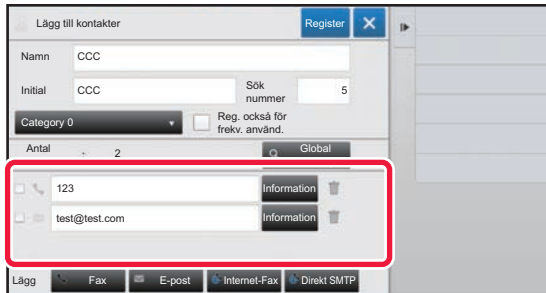 Lägg till kontakter
Register
Namn
CCC
Initial
CCC
Sök
nummer
5
Category 0
Reg. också för
frekv. använd.
Antal
: 2
Global
123
Information
test@test.com
Information
Lägg
Fax
E-post
Internet-Fax
Direkt SMTP